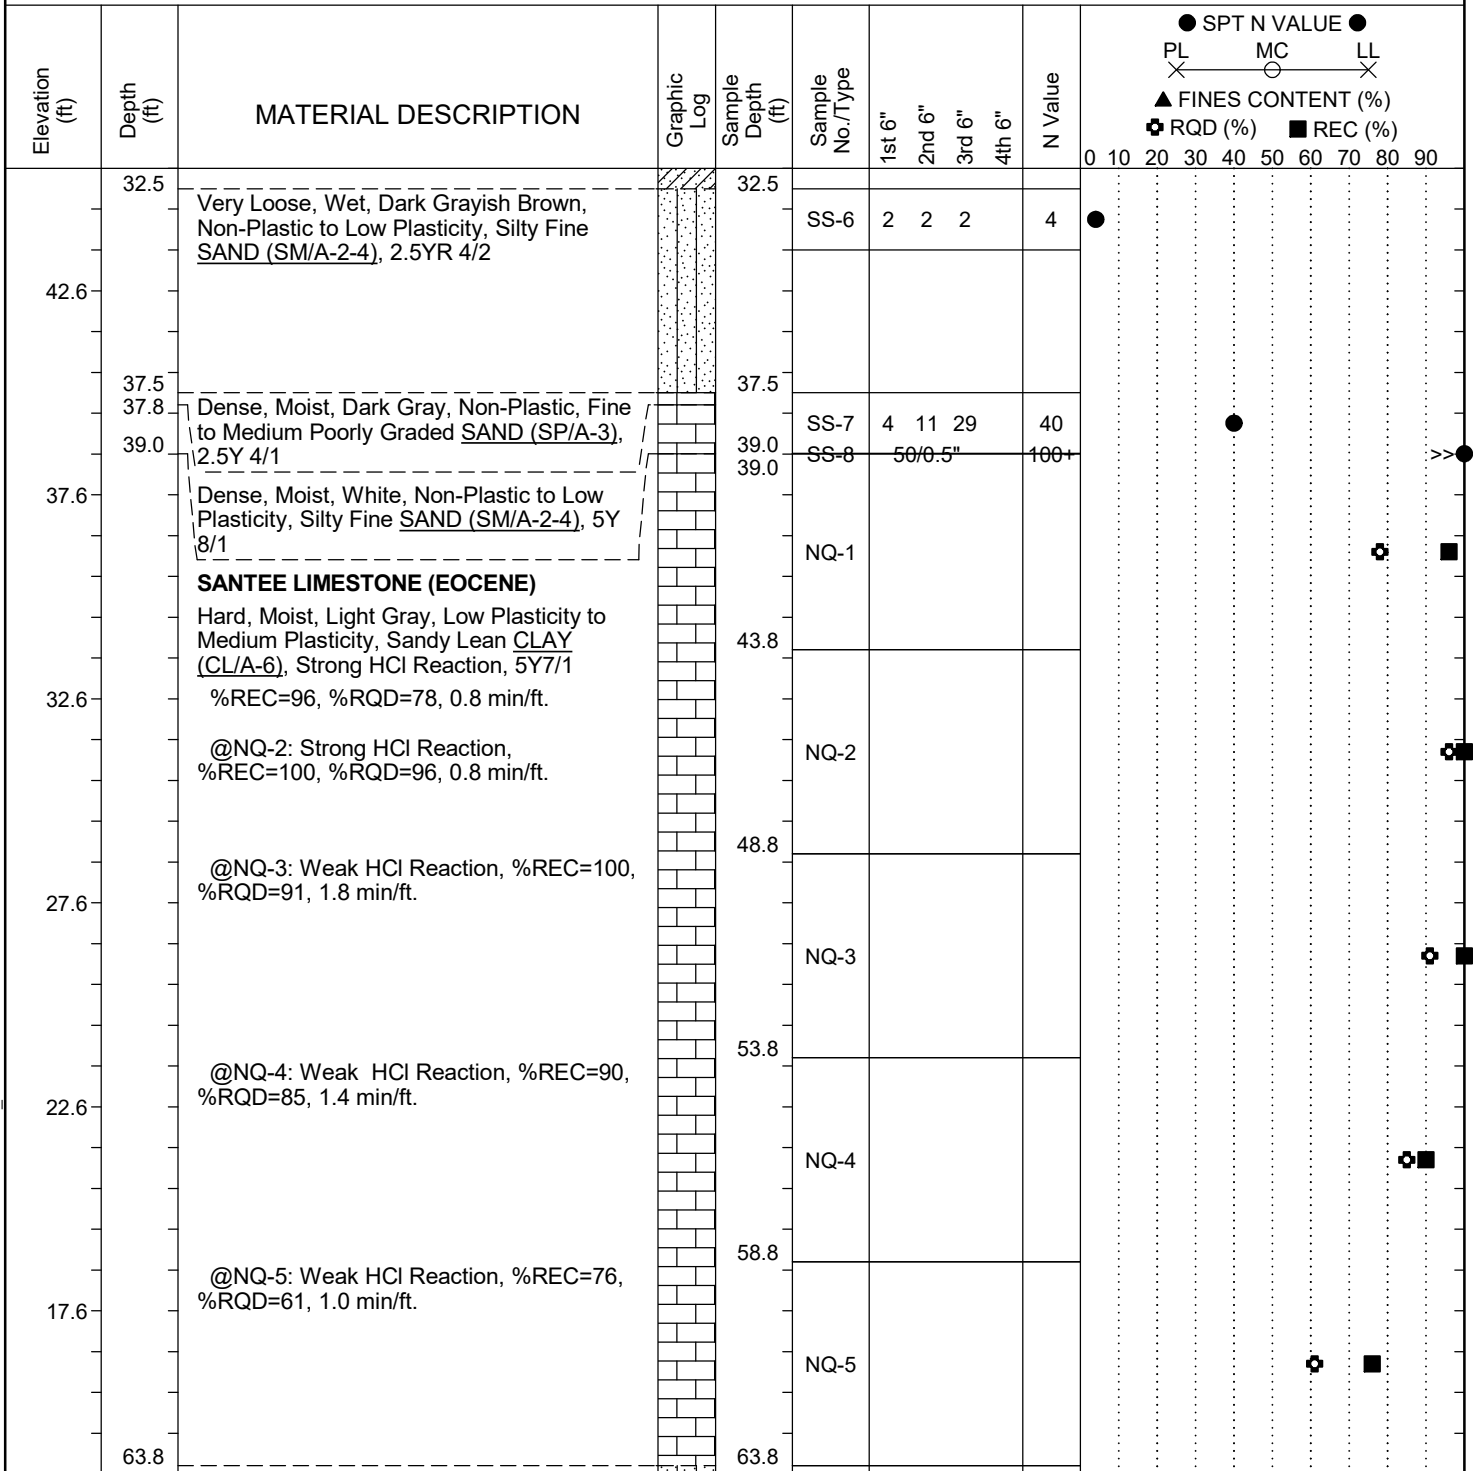 ● SPT N VALUE ●
PL MC LL
▲ FINES CONTENT (%)
RQD (%) ■ REC (%)
Elevation (ft)
Depth (ft)
MATERIAL DESCRIPTION
Graphic Log
Sample Depth (ft)
Sample No./Type
1st 6"
2nd 6"
3rd 6"
4th 6"
N Value
0 10 20 30 40 50 60 70 80 90
32.5 32.5
Very Loose, Wet, Dark Grayish Brown,
Non-Plastic to Low Plasticity, Silty Fine
SAND (SM/A-2-4), 2.5YR 4/2
SS-6 2 2 2 4
42.6
37.5 37.5
37.8
Dense, Moist, Dark Gray, Non-Plastic, Fine
to Medium Poorly Graded SAND (SP/A-3),
2.5Y 4/1
SS-7 4 11 29 40
39.0 39.0
SS-8 50/0.5" 100+ >>
39.0
37.6
Dense, Moist, White, Non-Plastic to Low
Plasticity, Silty Fine SAND (SM/A-2-4), 5Y
8/1
NQ-1
SANTEE LIMESTONE (EOCENE)
Hard, Moist, Light Gray, Low Plasticity to
Medium Plasticity, Sandy Lean CLAY
(CL/A-6), Strong HCl Reaction, 5Y7/1
43.8
32.6
%REC=96, %RQD=78, 0.8 min/ft.
@NQ-2: Strong HCl Reaction,
%REC=100, %RQD=96, 0.8 min/ft.
NQ-2
48.8
@NQ-3: Weak HCl Reaction, %REC=100,
%RQD=91, 1.8 min/ft.
27.6
NQ-3
53.8
@NQ-4: Weak HCl Reaction, %REC=90,
%RQD=85, 1.4 min/ft.
22.6
NQ-4
58.8
@NQ-5: Weak HCl Reaction, %REC=76,
%RQD=61, 1.0 min/ft.
17.6
NQ-5
63.8 63.8